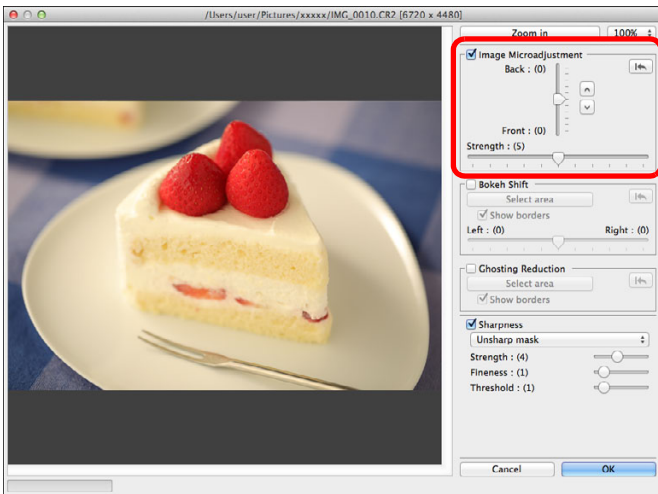 /Users/user/Pictures/xxxxx/IMG_0010.CR2 [6720 x 4480]
Zoom in 100%
Image Microadjustment
Back : (0)
Front : (0)
Strength : (5)
Bokeh Shift
Select area
Show borders
Left : (0) Right : (0)
Ghosting Reduction
Select area
Show borders
Sharpness
Unsharp mask
Strength : (4)
Fineness : (1)
Threshold : (1)
Cancel OK